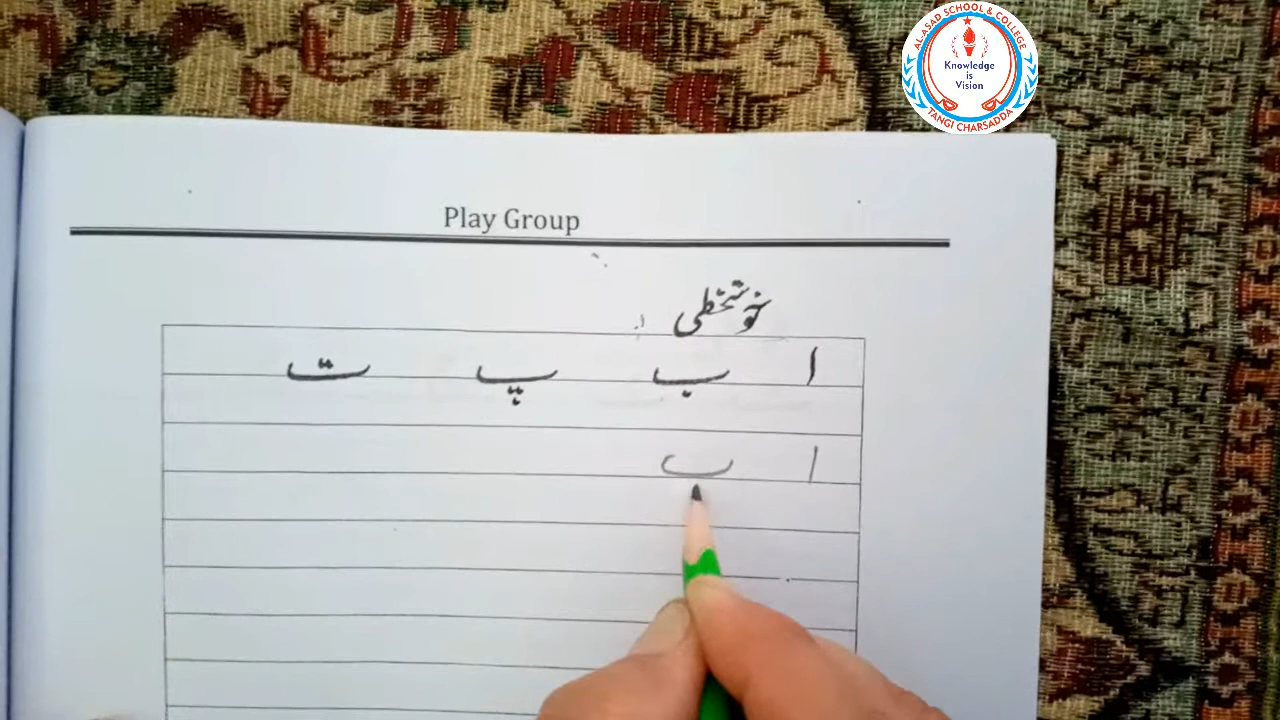 AL-ASAD SCHOOL & COLLEGE
Knowledge
is
Vision
TANGI CHARSADDA
Play Group
خوشخطی
ا ب پ ت
ا ب